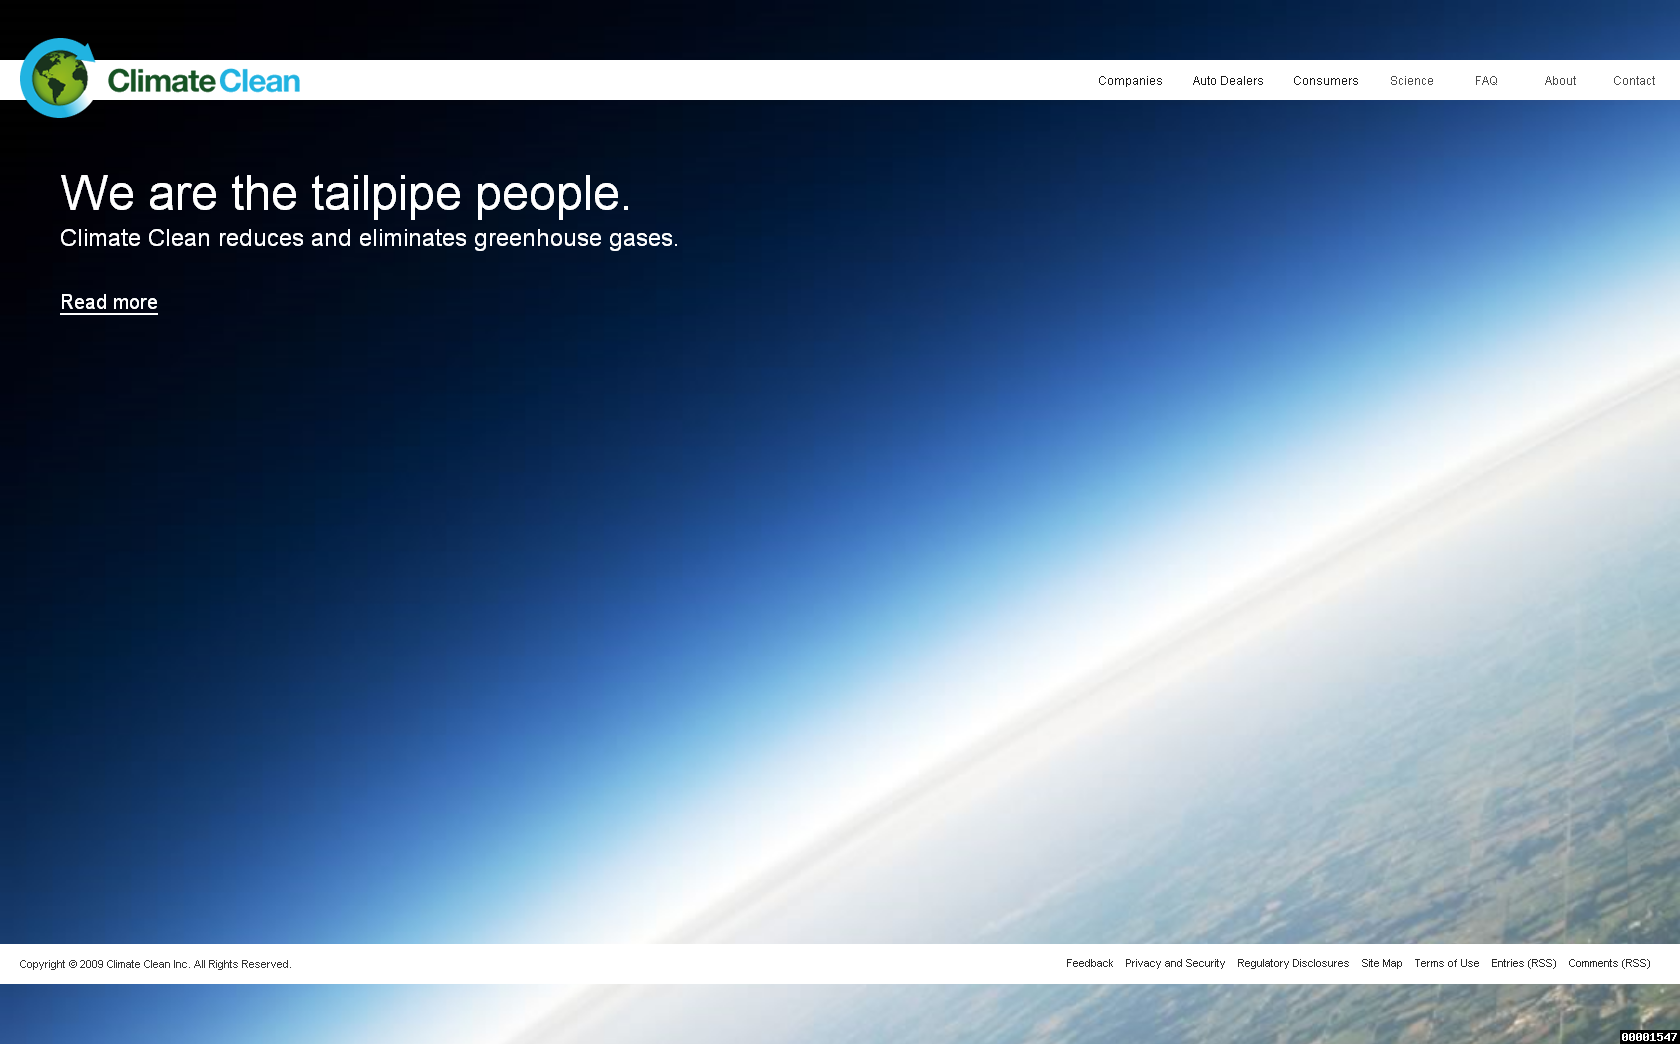 Climate Clean
Companies Auto Dealers Consumers Science FAQ About Contact
We are the tailpipe people.
Climate Clean reduces and eliminates greenhouse gases.
Read more
Copyright © 2009 Climate Clean Inc. All Rights Reserved.
Feedback Privacy and Security Regulatory Disclosures Site Map Terms of Use Entries (RSS) Comments (RSS)
00001547